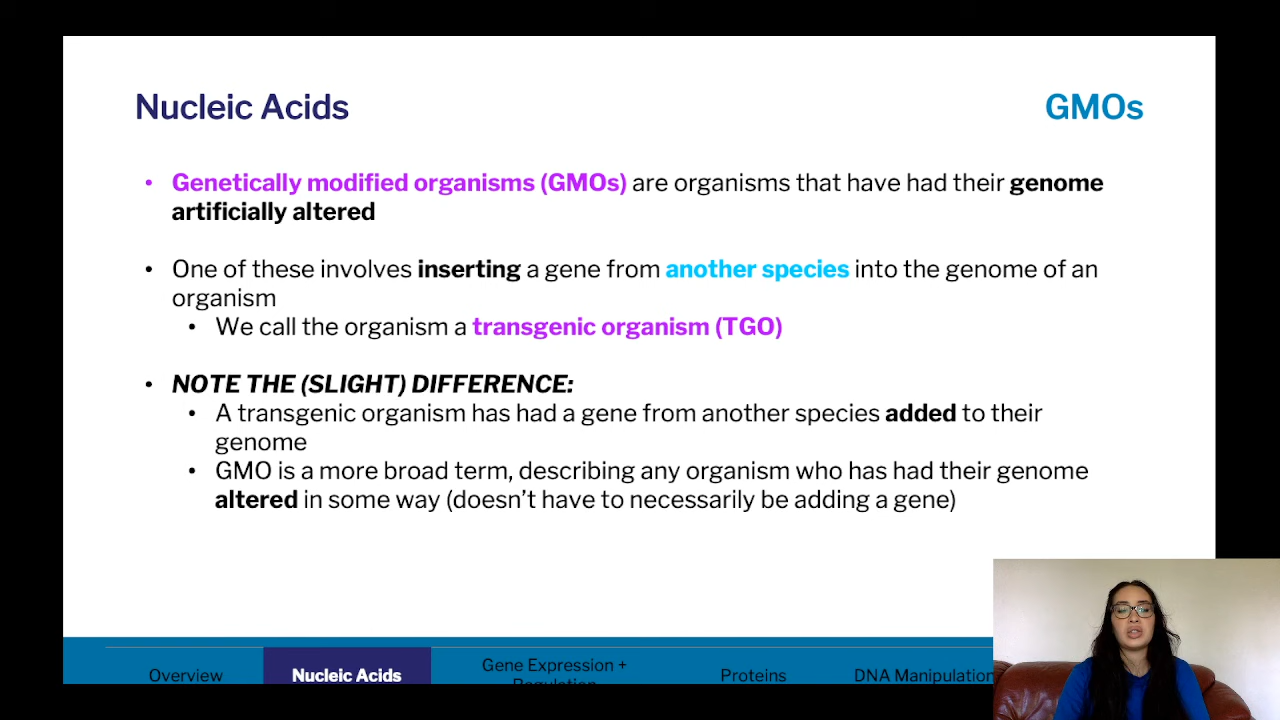 Nucleic Acids
GMOs
• Genetically modified organisms (GMOs) are organisms that have had their genome
artificially altered
• One of these involves inserting a gene from another species into the genome of an
organism
• We call the organism a transgenic organism (TGO)
• NOTE THE (SLIGHT) DIFFERENCE:
• A transgenic organism has had a gene from another species added to their
genome
• GMO is a more broad term, describing any organism who has had their genome
altered in some way (doesn’t have to necessarily be adding a gene)
Overview
Nucleic Acids
Gene Expression +
Regulation
Proteins
DNA Manipulation